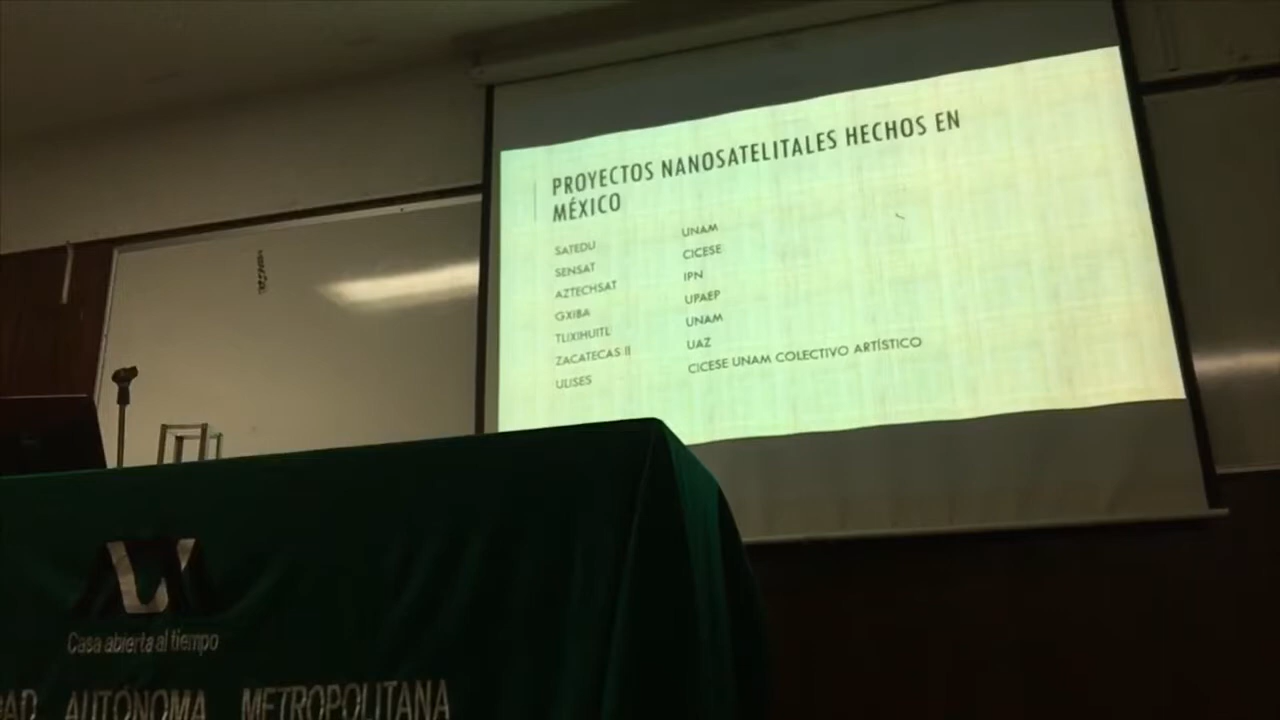 PROYECTOS NANOSATELITALES HECHOS EN
MÉXICO
SATEDU UNAM
SENSAT CICESE
AZTECHSAT IPN
GXIBA UPAEP
TLIXIHUITL UNAM
ZACATECAS II UAZ
ULISES CICESE UNAM COLECTIVO ARTÍSTICO
Casa abierta al tiempo
AUTÓNOMA METROPOLITANA